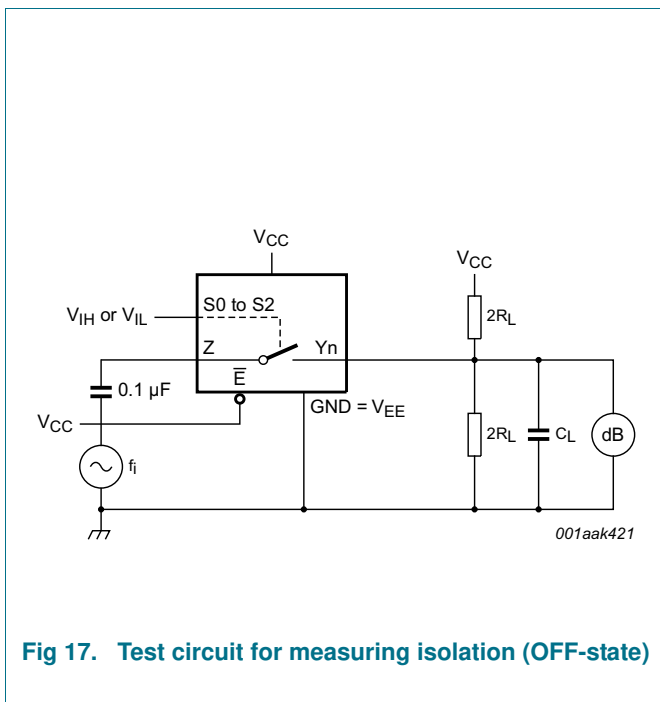 VCC
VCC
VIH or VIL
S0 to S2
2RL
Z
Yn
E̅
0.1 µF
GND = VEE
VCC
2RL
CL
dB
fi
001aak421
Fig 17. Test circuit for measuring isolation (OFF-state)